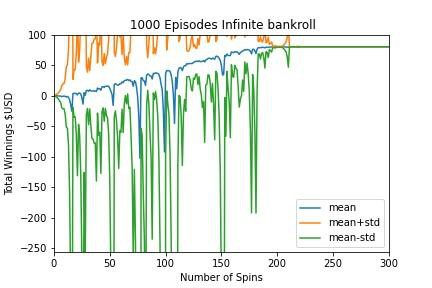 1000 Episodes Infinite bankroll
Total Winnings $USD
100
50
0
−50
−100
−150
−200
−250
0
50
100
150
200
250
300
Number of Spins
mean
mean+std
mean-std